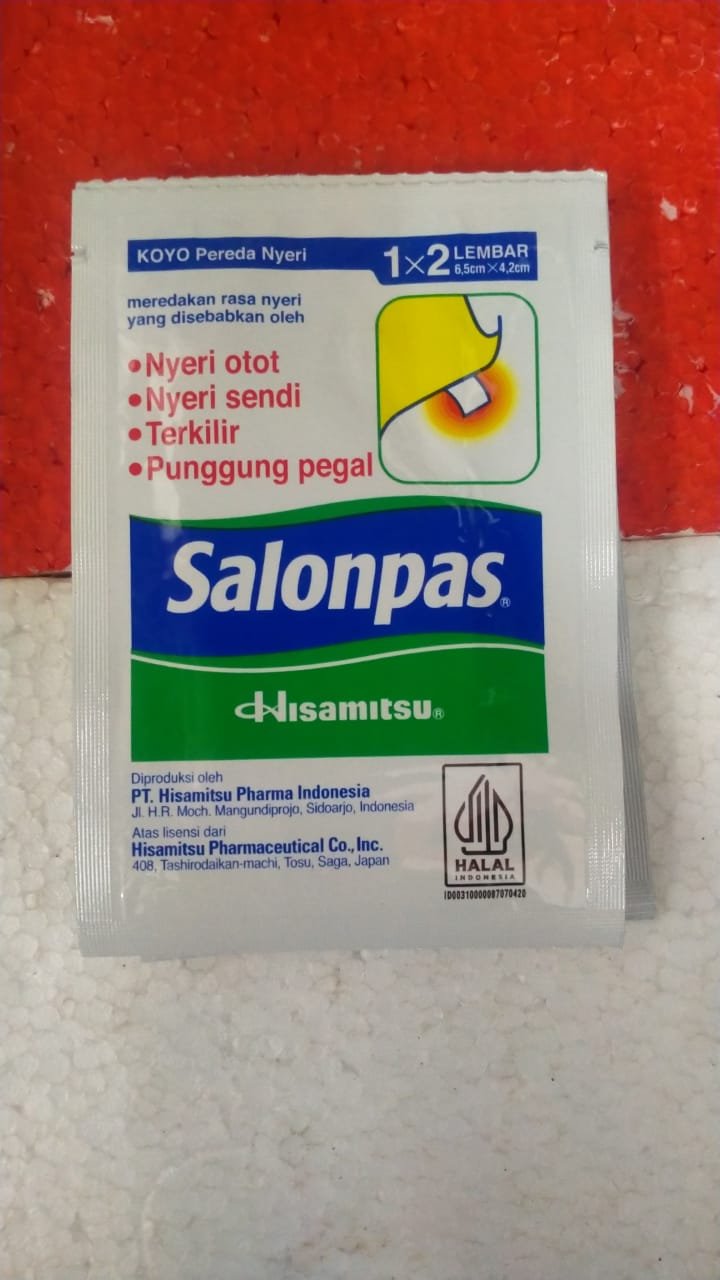 KOYO Pereda Nyeri
1×2 LEMBAR
6,5cm×4,2cm
meredakan rasa nyeri
yang disebabkan oleh
•Nyeri otot
•Nyeri sendi
•Terkilir
•Punggung pegal
Salonpas®
Hisamitsu®
Diproduksi oleh
PT. Hisamitsu Pharma Indonesia
Jl. H.R. Moch. Mangundiprojo, Sidoarjo, Indonesia
Atas lisensi dari
Hisamitsu Pharmaceutical Co., Inc.
408, Tashirodaikan-machi, Tosu, Saga, Japan
HALAL
INDONESIA
ID00310000087070420